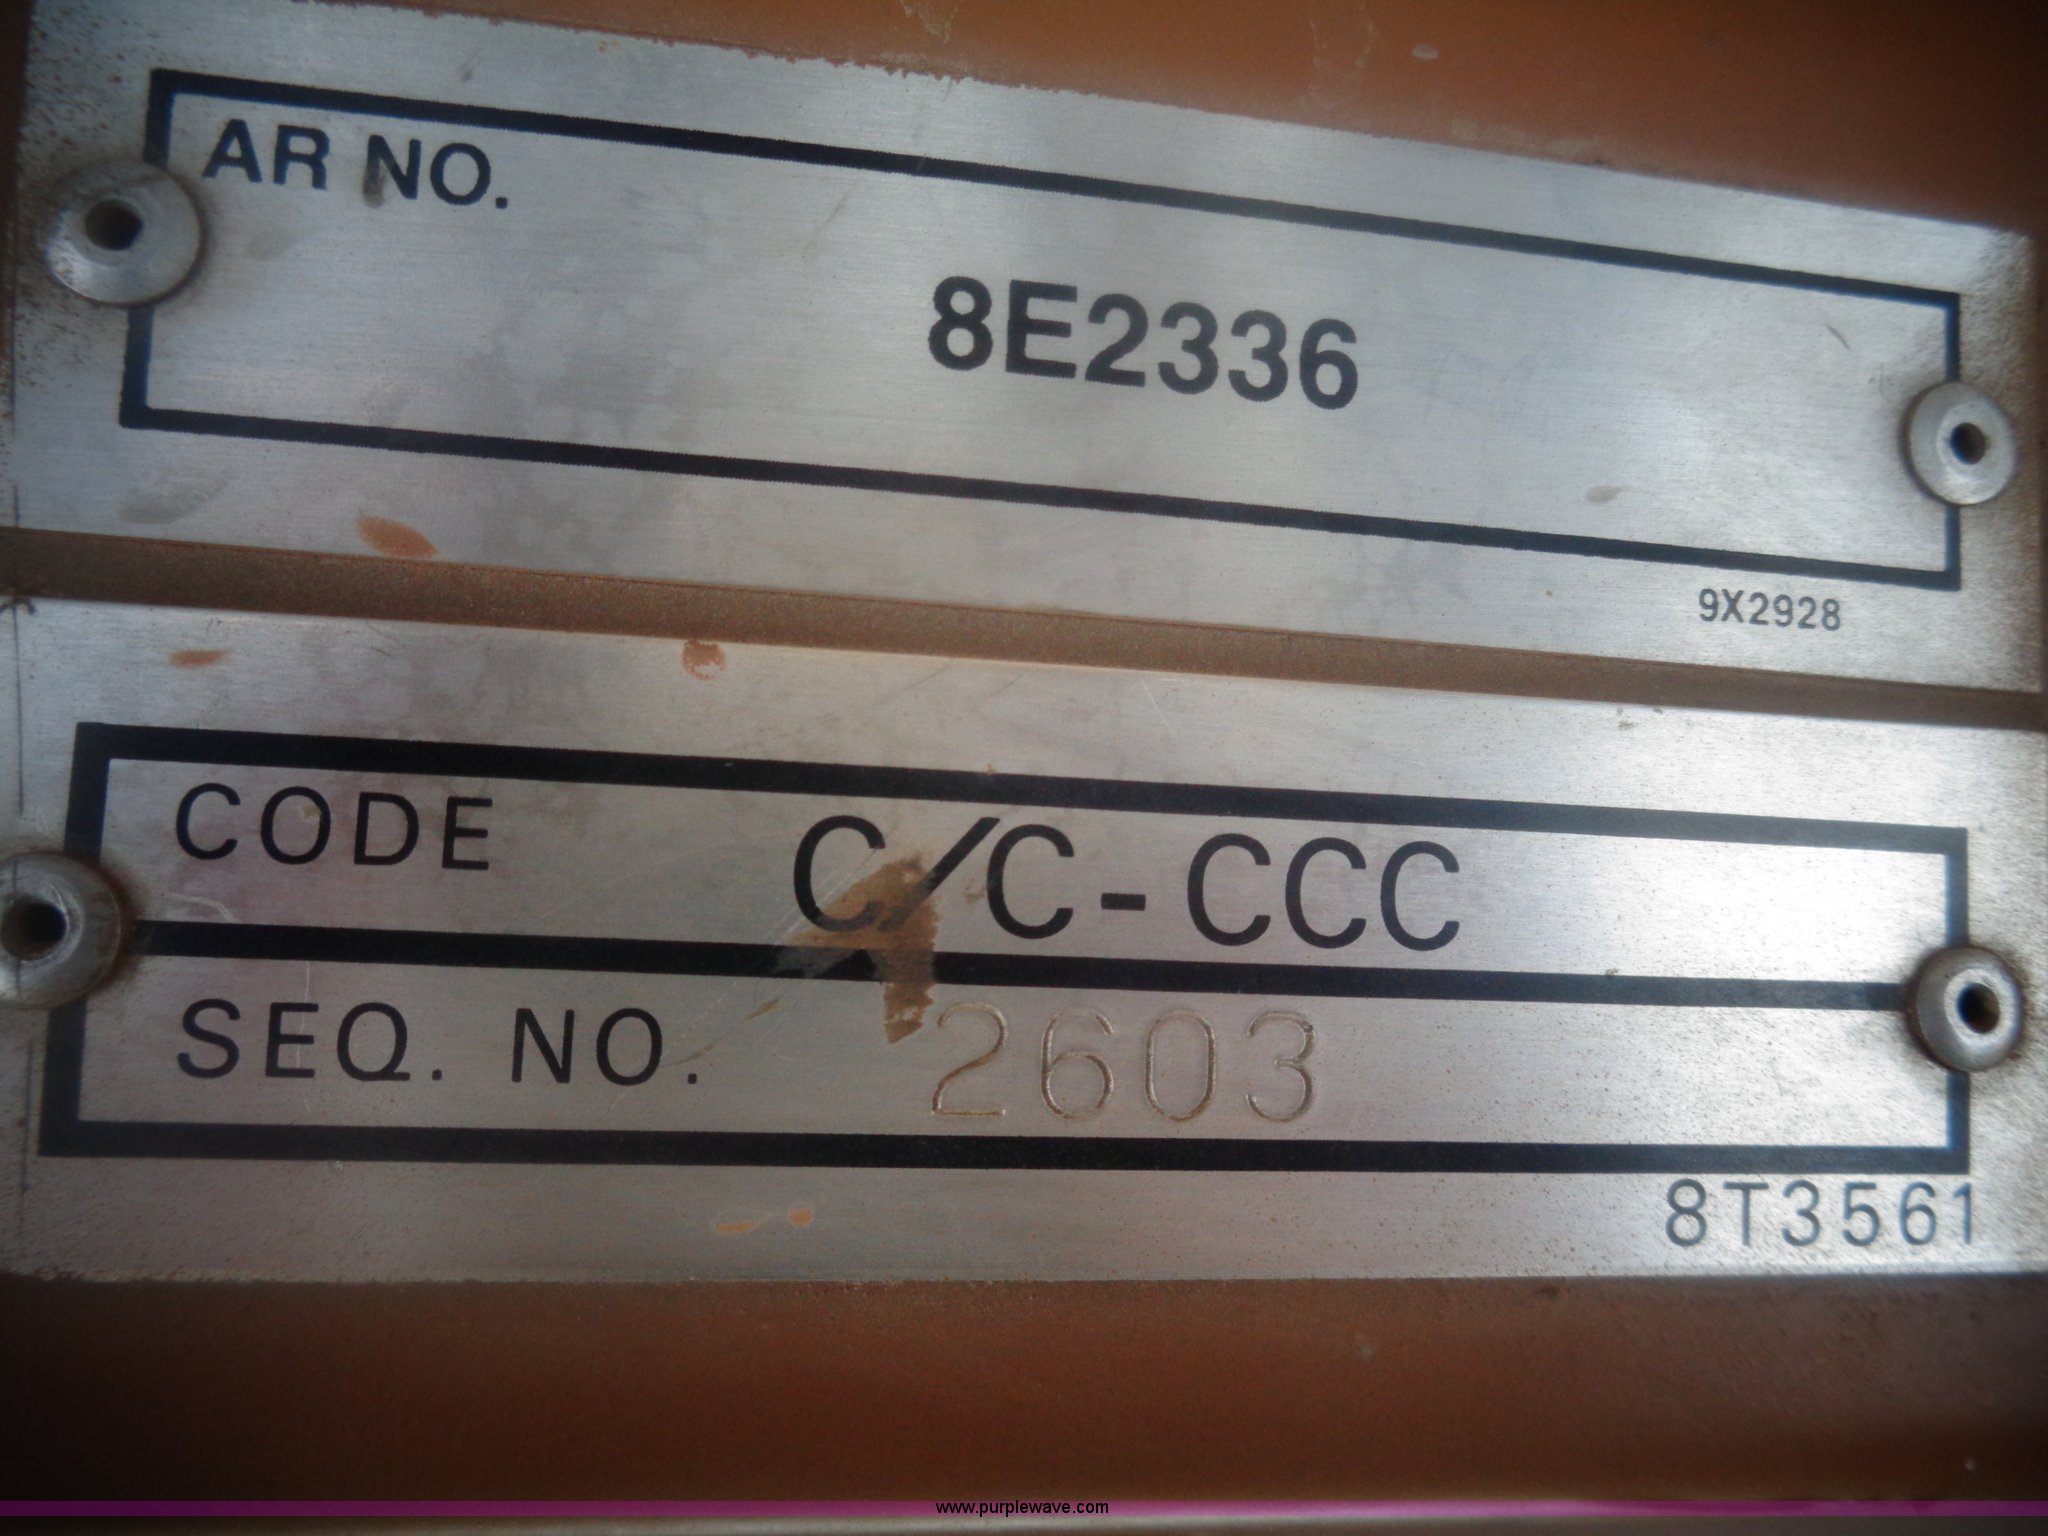 AR NO.
8E2336
9X2928
CODE C/C-CCC
SEQ. NO. 2603
8T3561
www.purplewave.com